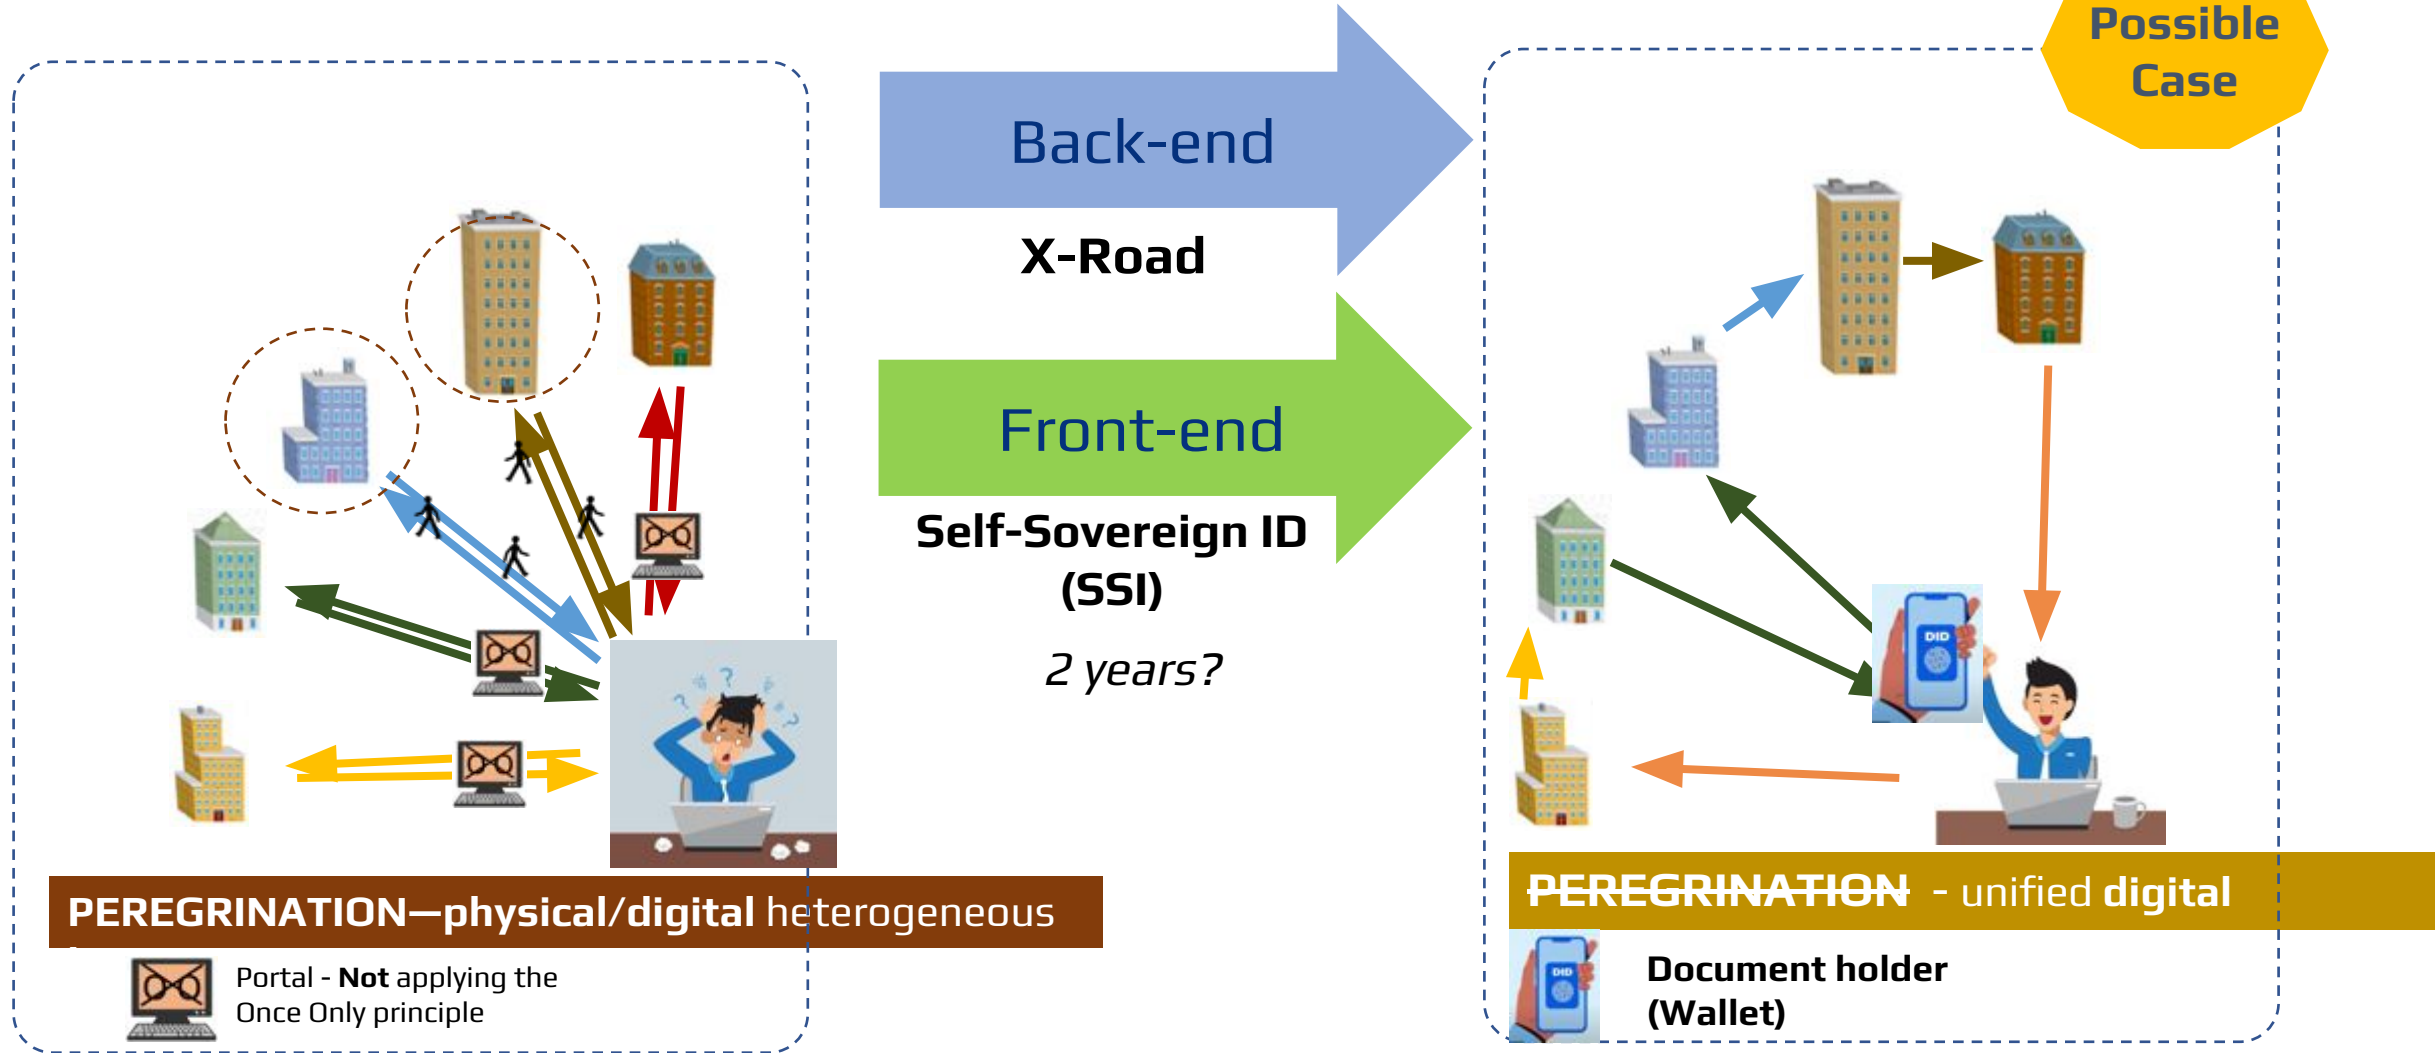 Possible
Case
Back-end
X-Road
Front-end
Self-Sovereign ID
(SSI)
2 years?
DID
PEREGRINATION—physical/digital heterogeneous
Portal - Not applying the
Once Only principle
PEREGRINATION - unified digital
DID
Document holder
(Wallet)